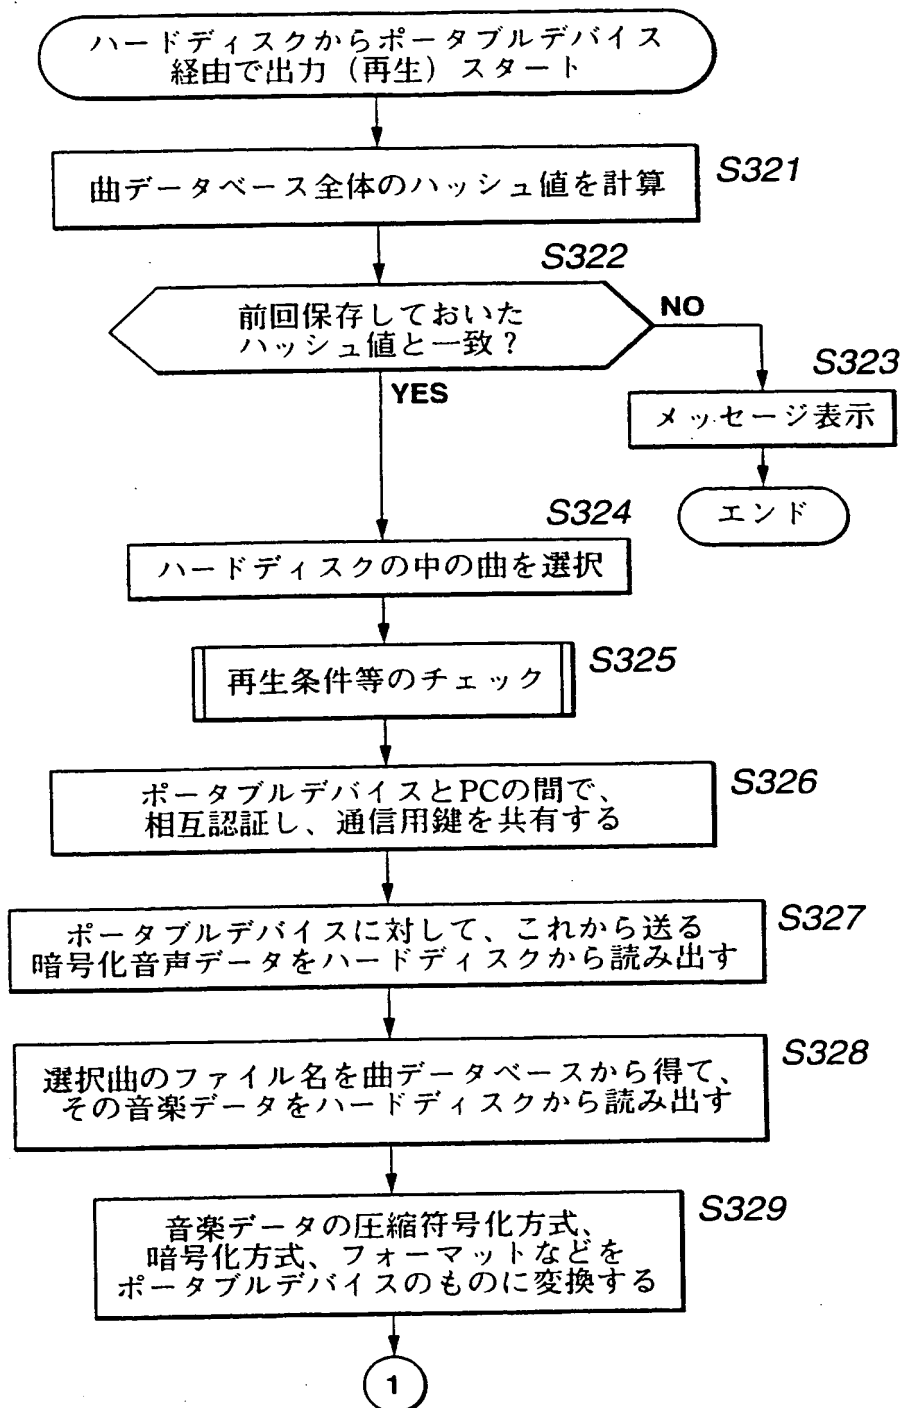 ハードディスクからポータブルデバイス
経由で出力（再生）スタート
曲データベース全体のハッシュ値を計算
S321
S322
前回保存しておいた
ハッシュ値と一致？
NO
YES
S323
メッセージ表示
エンド
S324
ハードディスクの中の曲を選択
S325
再生条件等のチェック
S326
ポータブルデバイスとPCの間で、
相互認証し、通信用鍵を共有する
S327
ポータブルデバイスに対して、これから送る
暗号化音声データをハードディスクから読み出す
S328
選択曲のファイル名を曲データベースから得て、
その音楽データをハードディスクから読み出す
S329
音楽データの圧縮符号化方式、
暗号化方式、フォーマットなどを
ポータブルデバイスのものに変換する
1